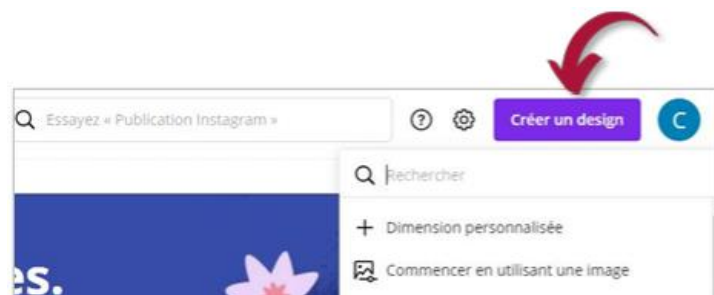 Essayez « Publication Instagram »
Créer un design
C
Rechercher
Dimension personnalisée
es.
Commencer en utilisant une image